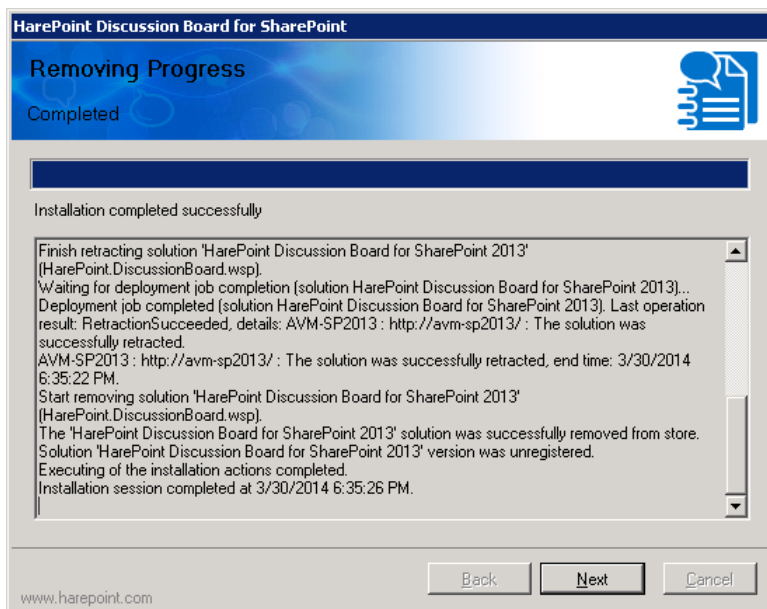 HarePoint Discussion Board for SharePoint
Removing Progress
Completed
Installation completed successfully
Finish retracting solution 'HarePoint Discussion Board for SharePoint 2013'
(HarePoint.DiscussionBoard.wsp).
Waiting for deployment job completion (solution HarePoint Discussion Board for SharePoint 2013)...
Deployment job completed (solution HarePoint Discussion Board for SharePoint 2013). Last operation
result: RetractionSucceeded, details: AVM-SP2013 : http://avm-sp2013/ : The solution was
successfully retracted.
AVM-SP2013 : http://avm-sp2013/ : The solution was successfully retracted, end time: 3/30/2014
6:35:22 PM.
Start removing solution 'HarePoint Discussion Board for SharePoint 2013'
(HarePoint.DiscussionBoard.wsp).
The 'HarePoint Discussion Board for SharePoint 2013' solution was successfully removed from store.
Solution 'HarePoint Discussion Board for SharePoint 2013' version was unregistered.
Executing of the installation actions completed.
Installation session completed at 3/30/2014 6:35:26 PM.
Back Next Cancel
www.harepoint.com